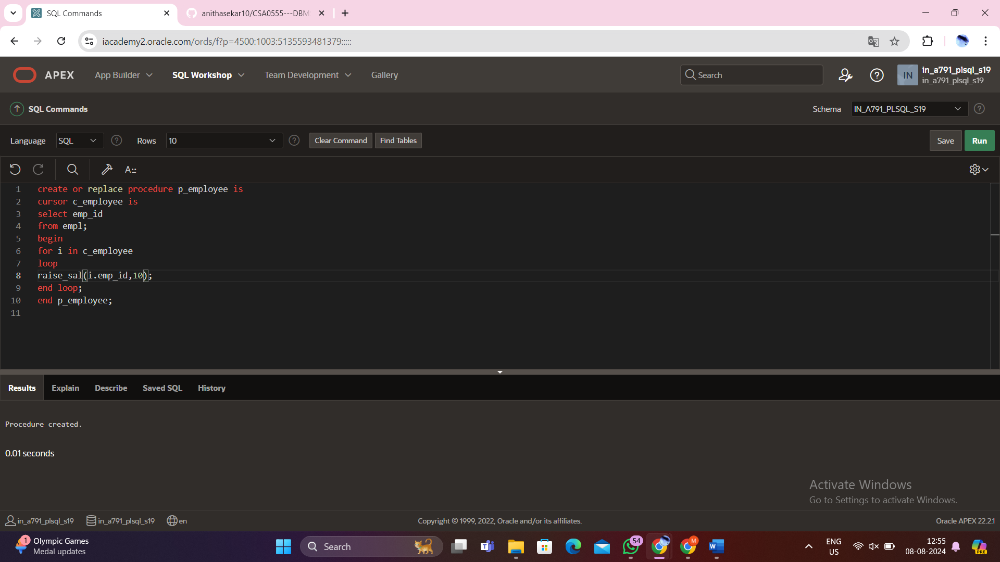 SQL Commands
anithasekar10/CSA0555---DBM
iacademy2.oracle.com/ords/f?p=4500:1003:5135593481379:::::
APEX
App Builder
SQL Workshop
Team Development
Gallery
Search
IN
in_a791_plsql_s19
in_a791_plsql_s19
SQL Commands
Schema
IN_A791_PLSQL_S19
Language
SQL
Rows
10
Clear Command
Find Tables
Save
Run
A::
1 create or replace procedure p_employee is
2 cursor c_employee is
3 select emp_id
4 from empl;
5 begin
6 for i in c_employee
7 loop
8 raise_sal(i.emp_id,10);
9 end loop;
10 end p_employee;
11
Results
Explain
Describe
Saved SQL
History
Procedure created.
0.01 seconds
Activate Windows
Go to Settings to activate Windows.
in_a791_plsql_s19
in_a791_plsql_s19
en
Copyright © 1999, 2022, Oracle and/or its affiliates.
Oracle APEX 22.2.1
1
Olympic Games
Medal updates
Search
54
M
ENG
US
12:55
08-08-2024
PRE